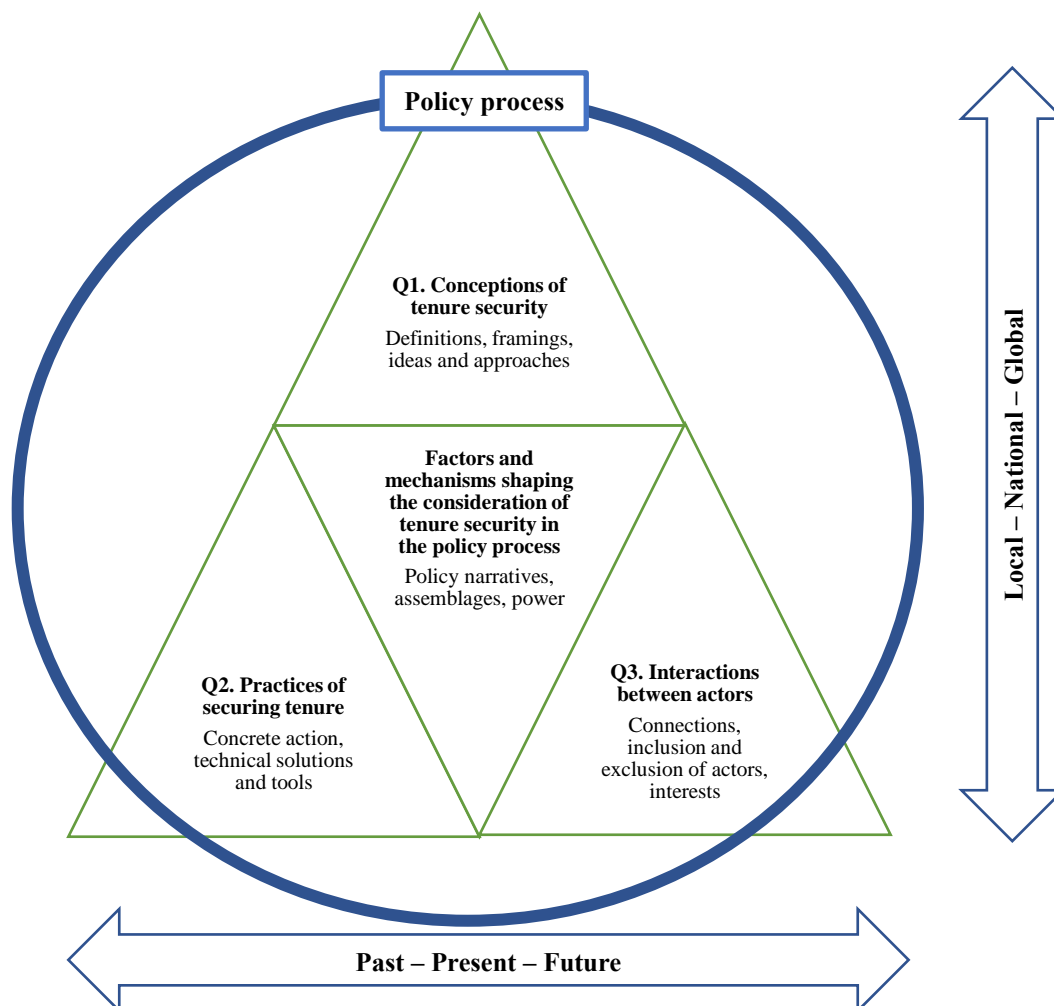 Policy process
Q1. Conceptions of
tenure security
Definitions, framings,
ideas and approaches
Factors and
mechanisms shaping
the consideration of
tenure security in
the policy process
Policy narratives,
assemblages, power
Q2. Practices of
securing tenure
Concrete action,
technical solutions
and tools
Q3. Interactions
between actors
Connections,
inclusion and
exclusion of actors,
interests
Local – National – Global
Past – Present – Future